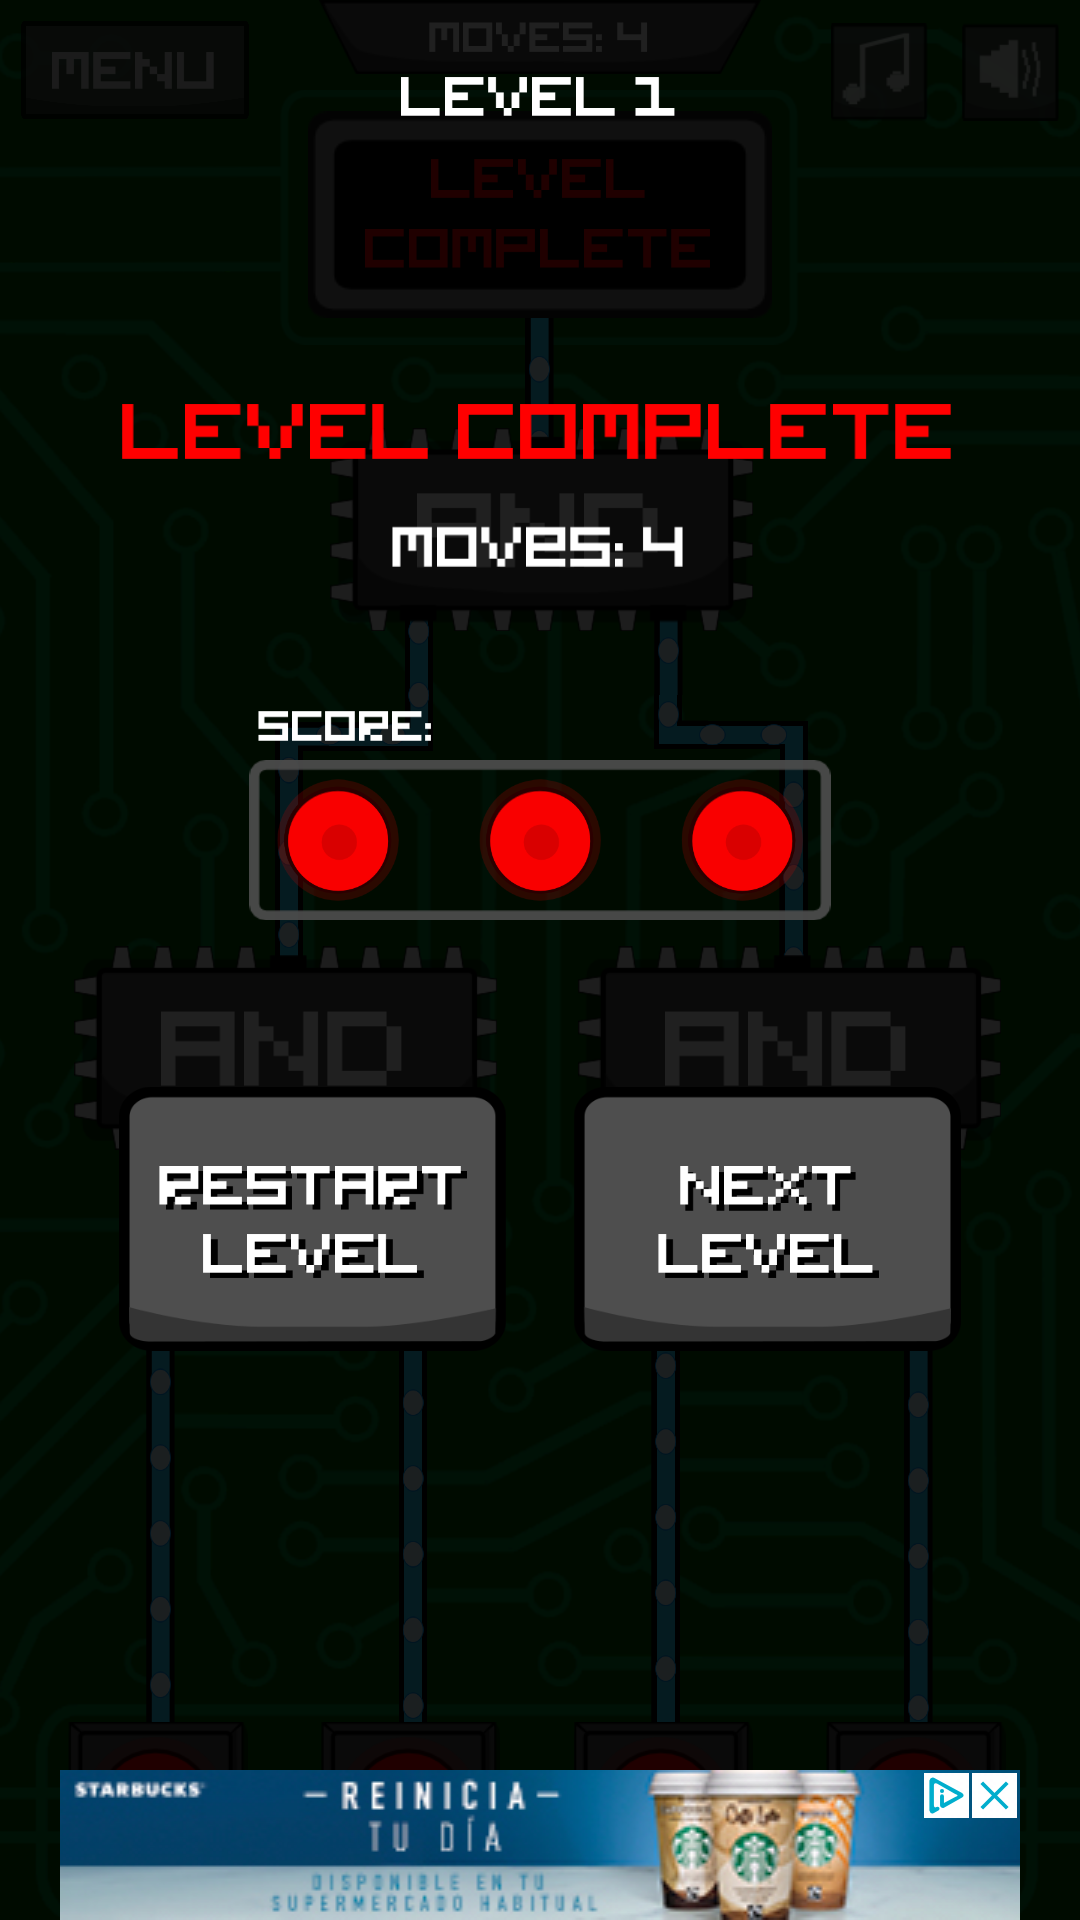 MOVES: 4
MENU
LEVEL 1
LEVEL
COMPLETE
LEVEL COMPLETE
AND
MOVES: 4
SCORE:
AND AND
RESTART
LEVEL
NEXT
LEVEL
STARBUCKS
—REINICIA—
TU DÍA
DISPONIBLE EN TU
SUPERMERCADO HABITUAL